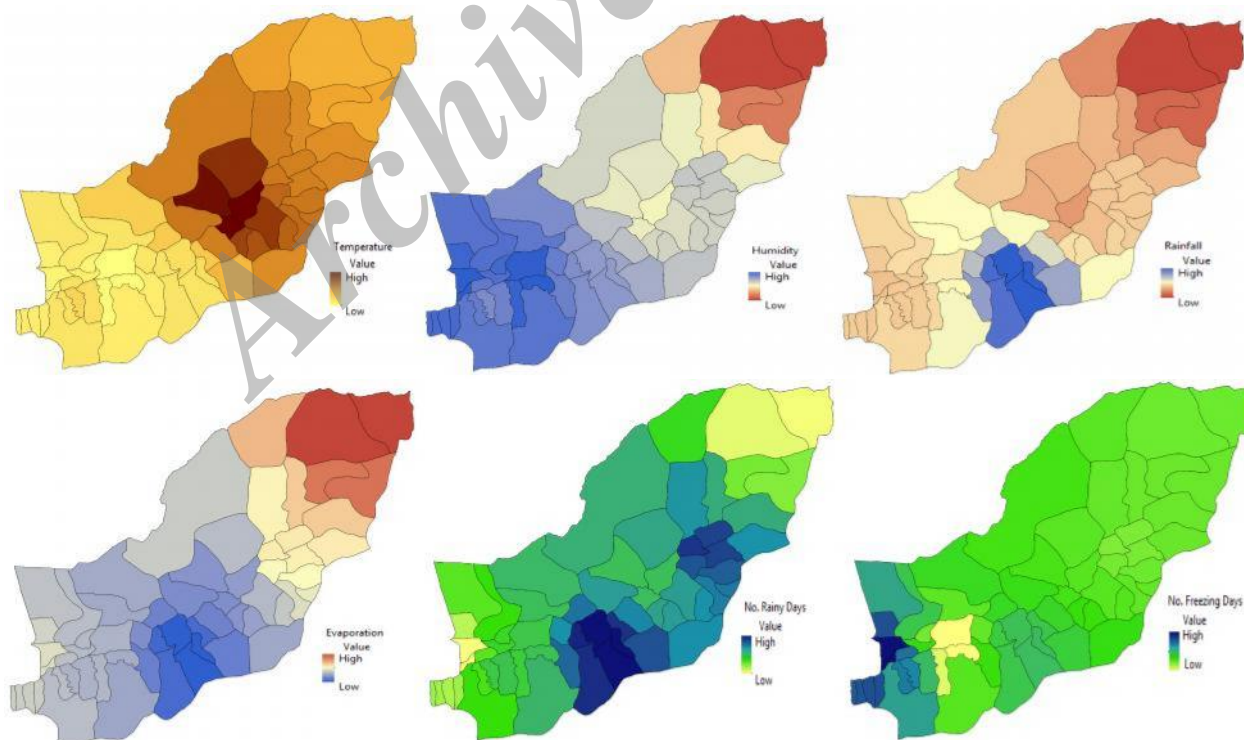 Archive
Temperature
Value
High
Low
Humidity
Value
High
Low
Rainfall
Value
High
Low
Evaporation
Value
High
Low
No. Rainy Days
Value
High
Low
No. Freezing Days
Value
High
Low